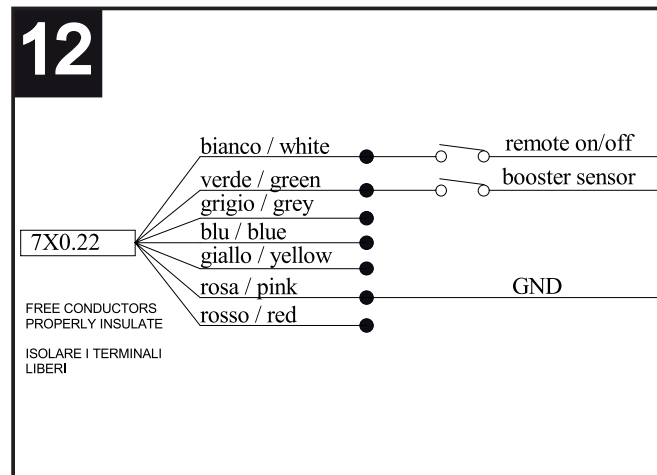 12
bianco / white
remote on/off
verde / green
booster sensor
grigio / grey
blu / blue
7X0.22
giallo / yellow
rosa / pink
GND
rosso / red
FREE CONDUCTORS
PROPERLY INSULATE
ISOLARE I TERMINALI
LIBERI